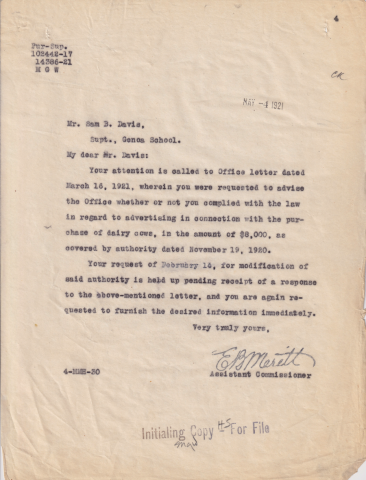 4
Pur-Sup.
102442-17
14386-21
M G W
MAY -4 1921
Mr. Sam B. Davis,
Supt., Genoa School.
My dear Mr. Davis:
Your attention is called to Office letter dated
March 16, 1921, wherein you were requested to advise
the Office whether or not you complied with the law
in regard to advertising in connection with the pur-
chase of dairy cows, in the amount of $8,000, as
covered by authority dated November 19, 1920.
Your request of February 14, for modification of
said authority is held up pending receipt of a response
to the above-mentioned letter, and you are again re-
quested to furnish the desired information immediately.
Very truly yours,
E B Meritt
4-MMH-30
Assistant Commissioner
Initialing Copy For File